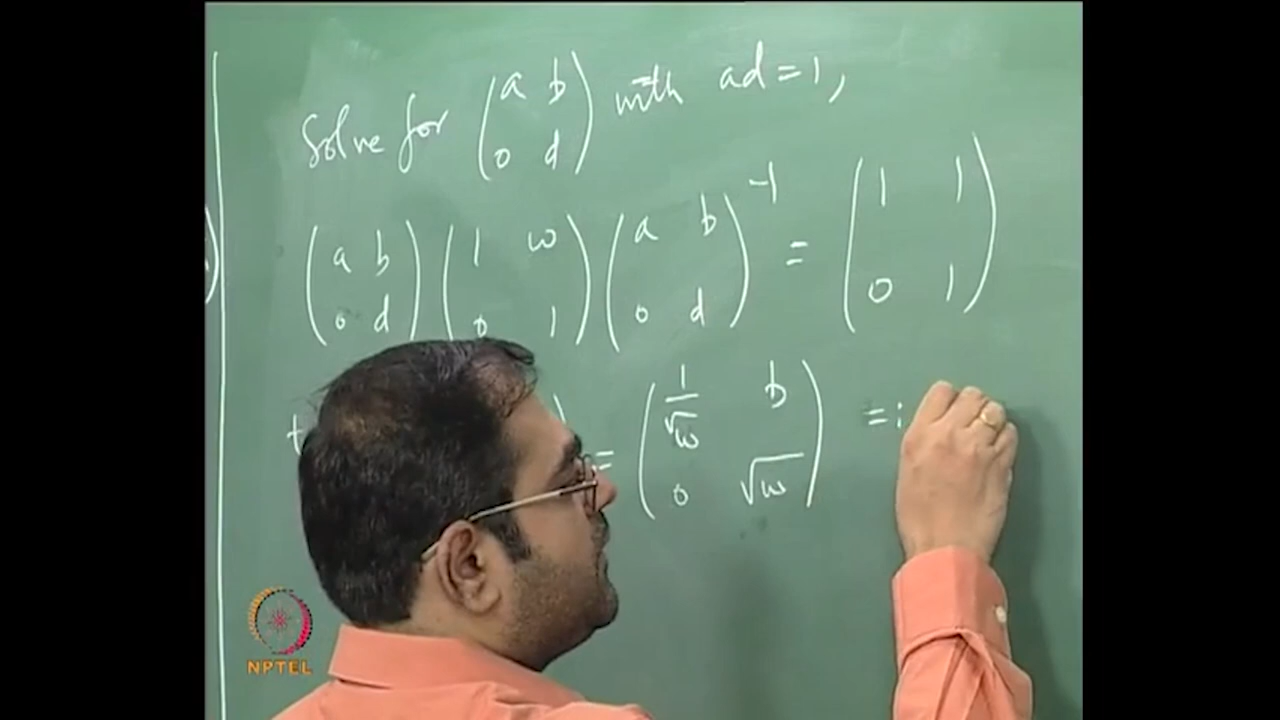 Solve for (a b
0 d) with ad = 1,
(a b
0 d) (1 w
0 1) (a b
0 d)⁻¹ = (1 1
0 1)
= (1/√w b
0 √w) = :
NPTEL